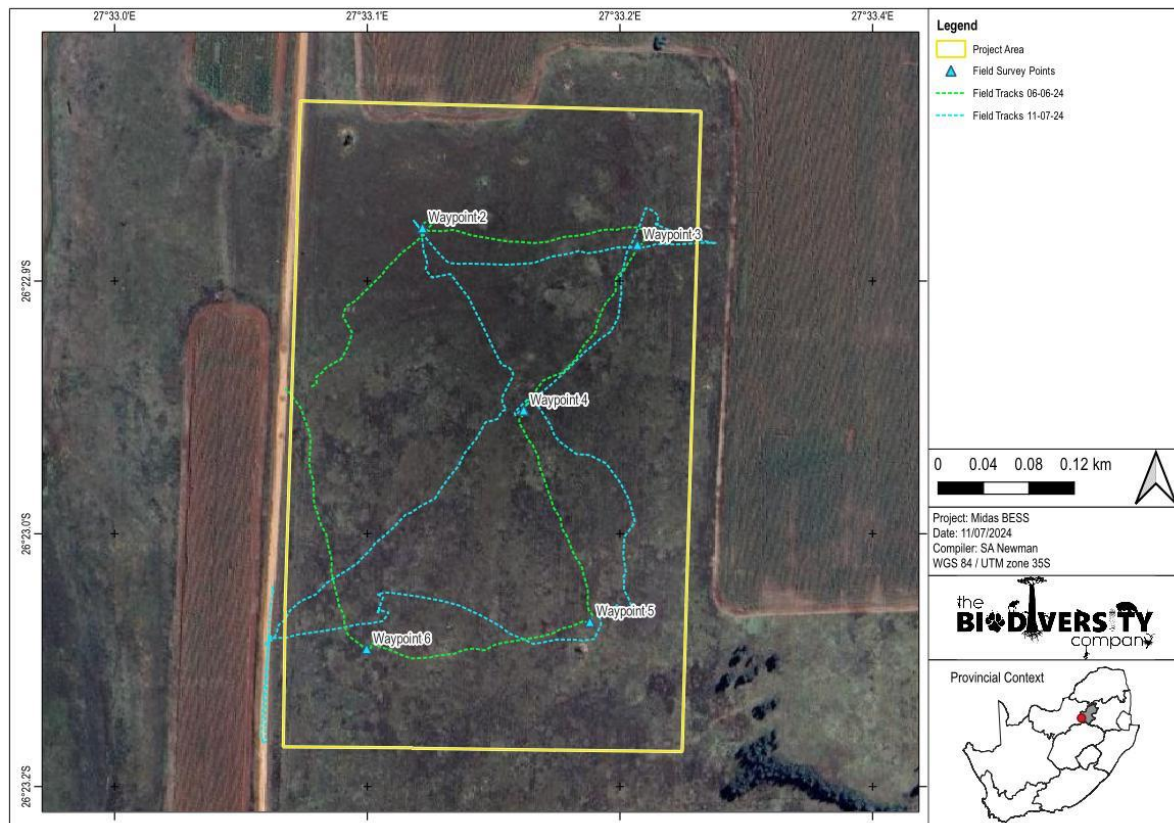 27°33.0'E 27°33.1'E 27°33.2'E 27°33.4'E
26°22.9'S
26°23.0'S
26°23.2'S
Waypoint 2
Waypoint 3
Waypoint 4
Waypoint 5
Waypoint 6
Legend
Project Area
Field Survey Points
Field Tracks 06-06-24
Field Tracks 11-07-24
0 0.04 0.08 0.12 km
Project: Midas BESS
Date: 11/07/2024
Compiler: SA Newman
WGS 84 / UTM zone 35S
the
BIODIVERSITY
company
Provincial Context